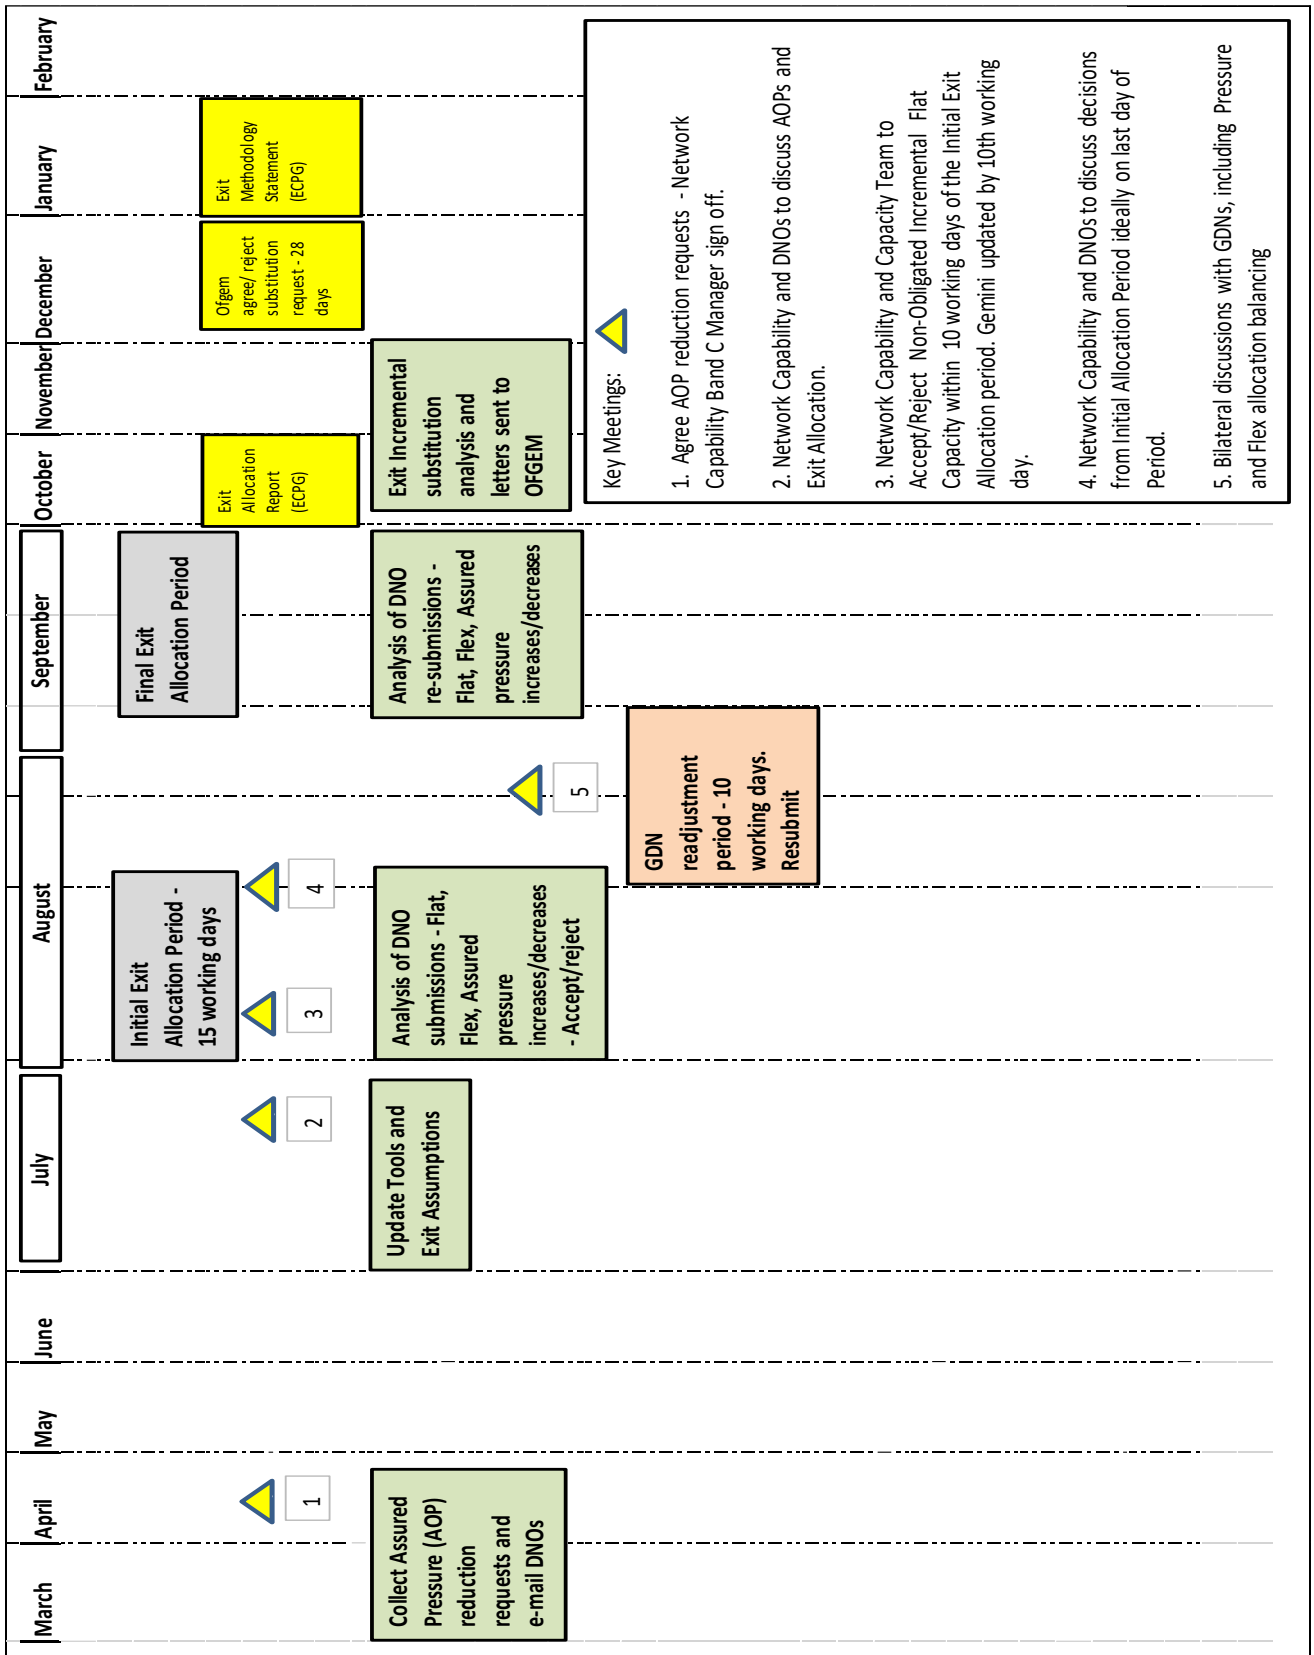 March
April
May
June
July
August
September
October
November
December
January
February
Initial Exit
Allocation Period -
15 working days
Final Exit
Allocation Period
Exit
Allocation
Report
(ECPG)
Ofgem
agree/ reject
substitution
request - 28
days
Exit
Methodology
Statement
(ECPG)
1
2
3
4
5
Collect Assured
Pressure (AOP)
reduction
requests and
e-mail DNOs
Update Tools and
Exit Assumptions
Analysis of DNO
submissions - Flat,
Flex, Assured
pressure
increases/decreases
- Accept/reject
Analysis of DNO
re-submissions -
Flat, Flex, Assured
pressure
increases/decreases
Exit Incremental
substitution
analysis and
letters sent to
OFGEM
GDN
readjustment
period - 10
working days.
Resubmit
Key Meetings:
1. Agree AOP reduction requests - Network
Capability Band C Manager sign off.
2. Network Capability and DNOs to discuss AOPs and
Exit Allocation.
3. Network Capability and Capacity Team to
Accept/Reject Non-Obligated Incremental Flat
Capacity within 10 working days of the Initial Exit
Allocation period. Gemini updated by 10th working
day.
4. Network Capability and DNOs to discuss decisions
from Initial Allocation Period ideally on last day of
Period.
5. Bilateral discussions with GDNs, including Pressure
and Flex allocation balancing